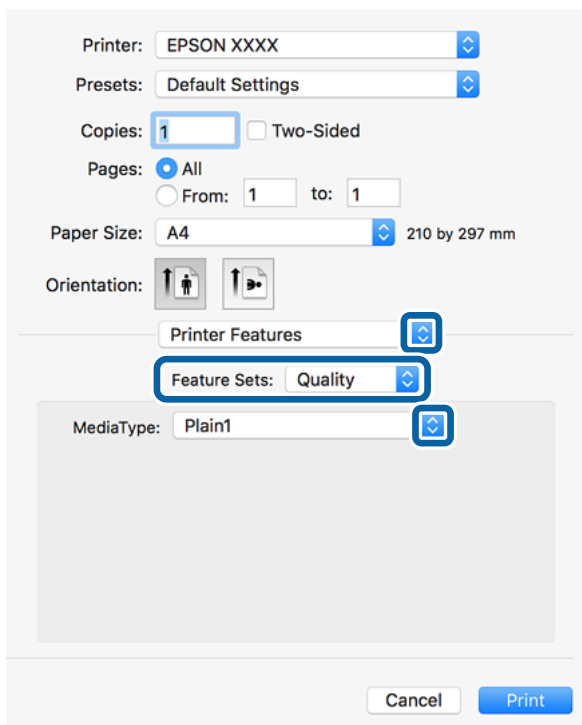 Printer: EPSON XXXX
Presets: Default Settings
Copies: 1 Two-Sided
Pages: All
From: 1 to: 1
Paper Size: A4 210 by 297 mm
Orientation:
Printer Features
Feature Sets: Quality
MediaType: Plain1
Cancel Print